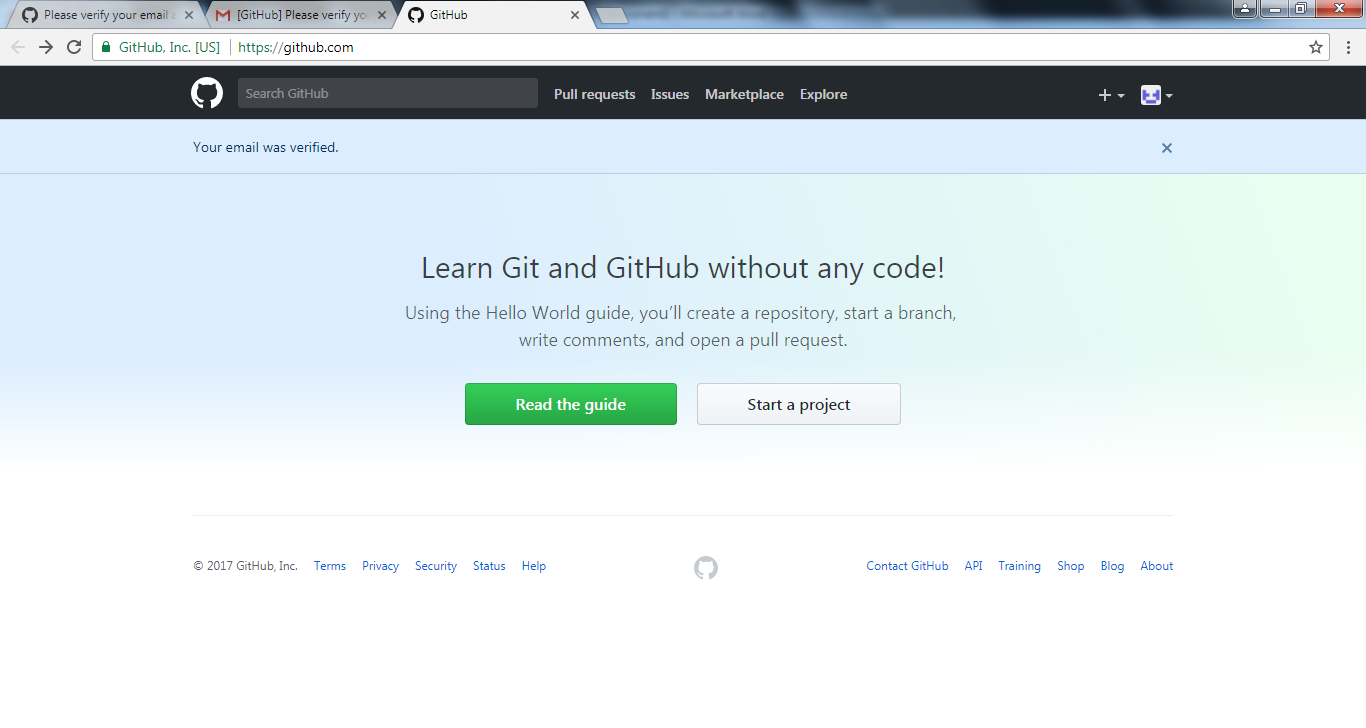 Please verify your email a
[GitHub] Please verify yo
GitHub
GitHub, Inc. [US]
https://github.com
Search GitHub
Pull requests
Issues
Marketplace
Explore
Your email was verified.
Learn Git and GitHub without any code!
Using the Hello World guide, you’ll create a repository, start a branch,
write comments, and open a pull request.
Read the guide
Start a project
© 2017 GitHub, Inc.
Terms
Privacy
Security
Status
Help
Contact GitHub
API
Training
Shop
Blog
About